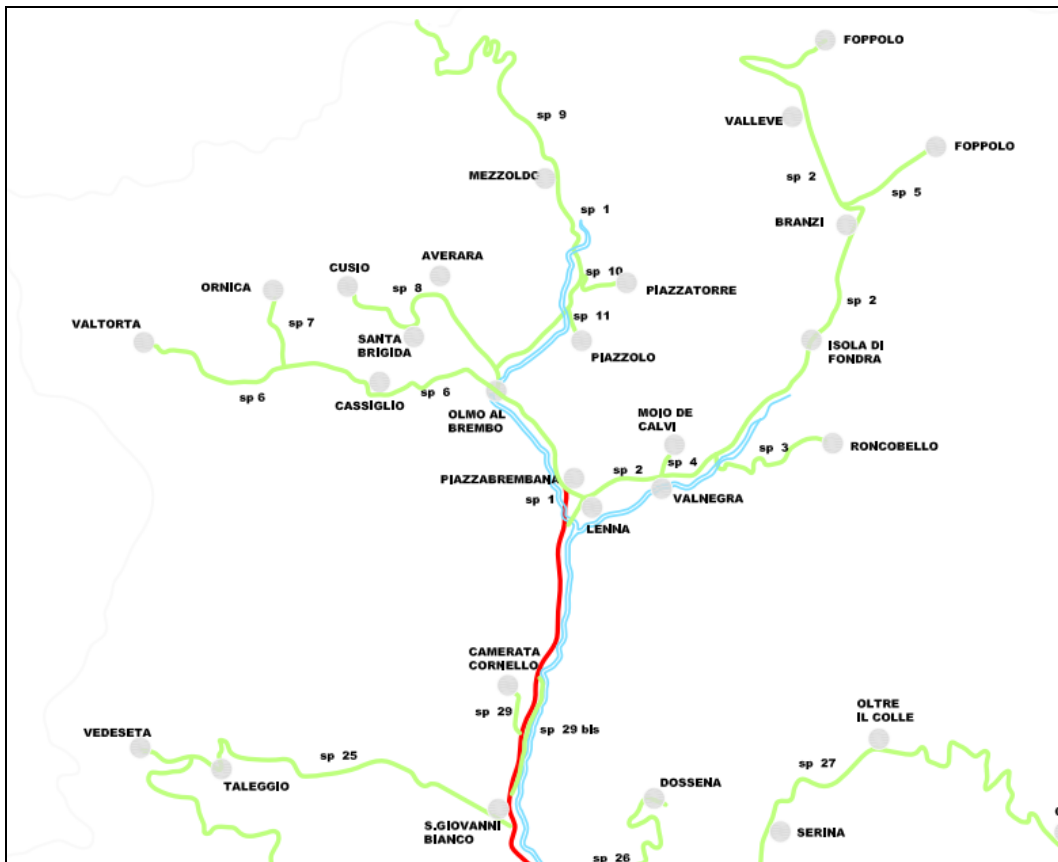 FOPPOLO
sp 9
VALLEVE
FOPPOLO
MEZZOLDO
sp 2
sp 5
sp 1
BRANZI
AVERARA
CUSIO
sp 10
ORNICA
sp 8
PIAZZATORRE
sp 2
VALTORTA
sp 7
sp 11
SANTA
BRIGIDA
PIAZZOLO
ISOLA DI
FONDRA
sp 6
sp 6
CASSIGLIO
OLMO AL
BREMBO
MOIO DE
CALVI
sp 3
RONCOBELLO
sp 2
sp 4
PIAZZABREMBANA
sp 1
VALNEGRA
LENNA
CAMERATA
CORNELLO
sp 29
OLTRE
IL COLLE
VEDESETA
sp 29 bis
sp 25
sp 27
TALEGGIO
DOSSENA
S.GIOVANNI
BIANCO
SERINA
sp 26